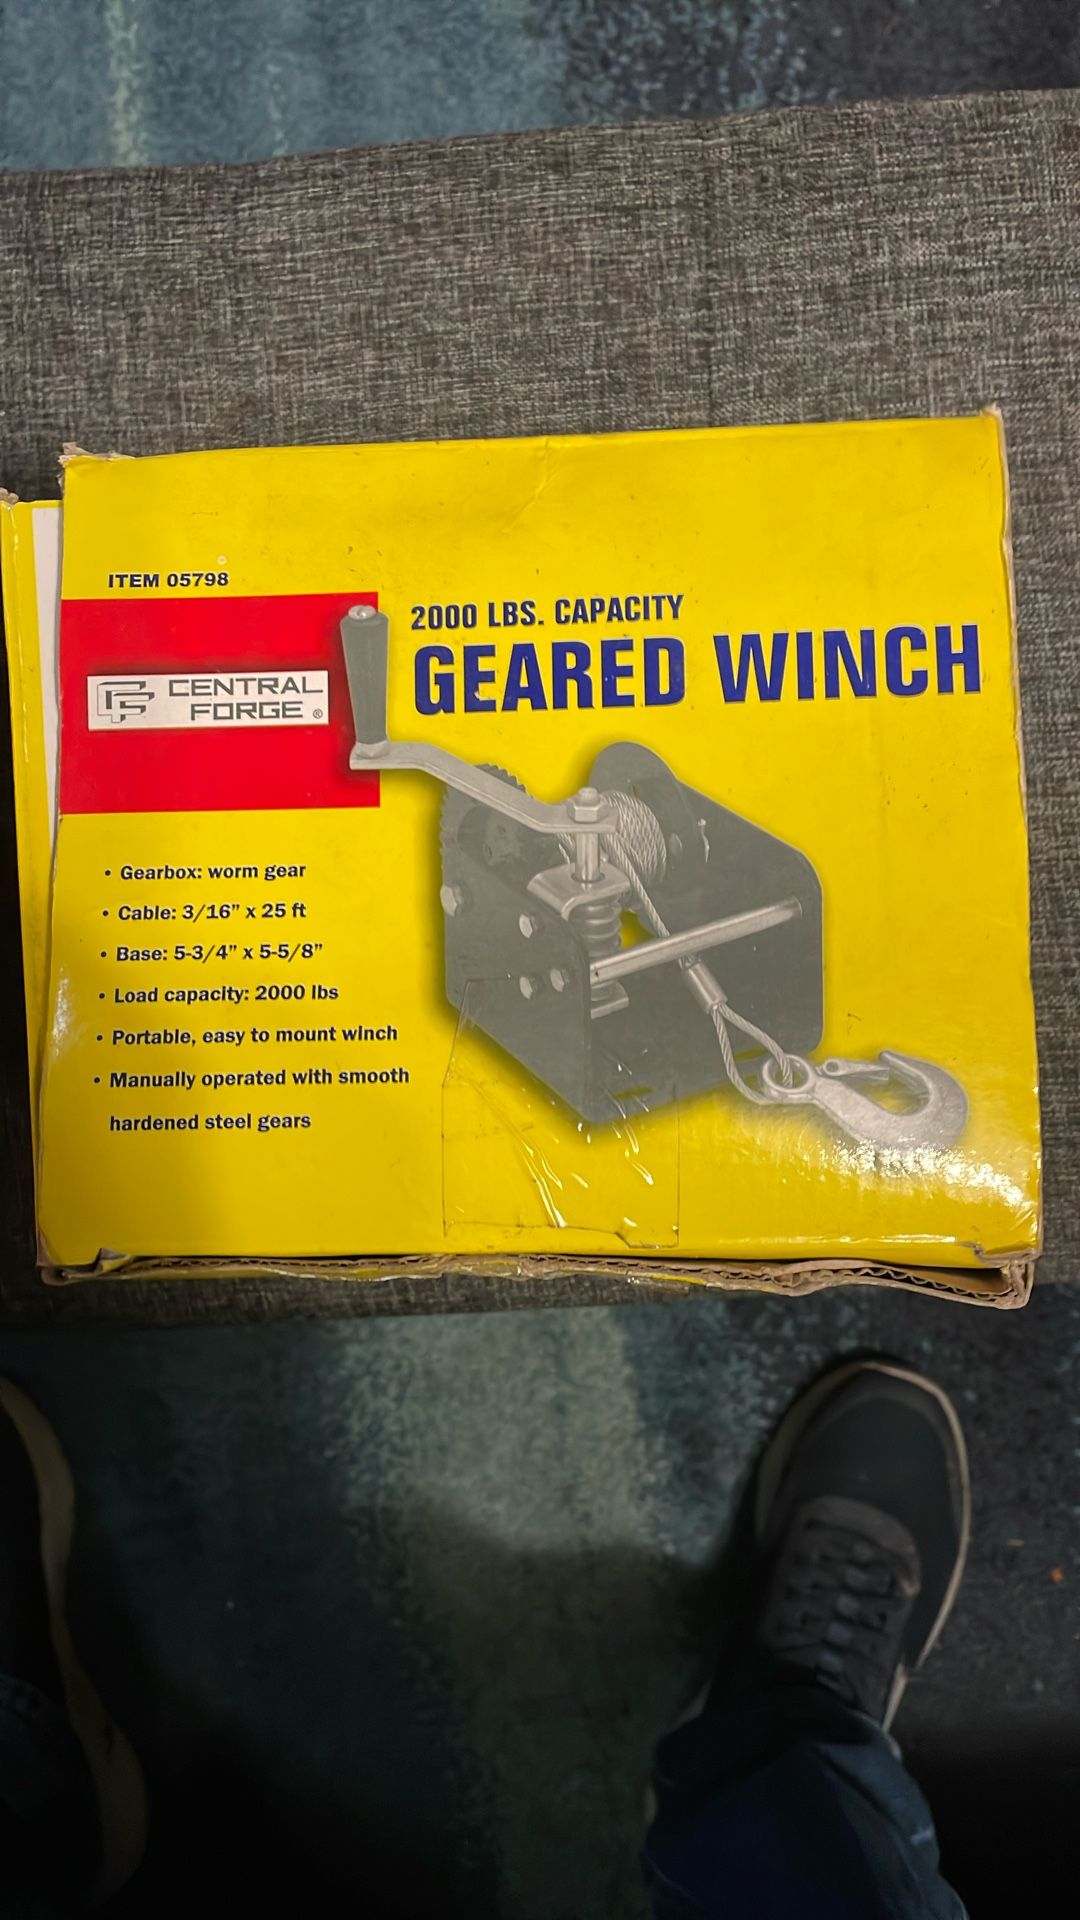 ITEM 05798
CENTRAL
FORGE ®
2000 LBS. CAPACITY
GEARED WINCH
• Gearbox: worm gear
• Cable: 3/16” x 25 ft
• Base: 5-3/4” x 5-5/8”
• Load capacity: 2000 lbs
• Portable, easy to mount winch
• Manually operated with smooth
hardened steel gears